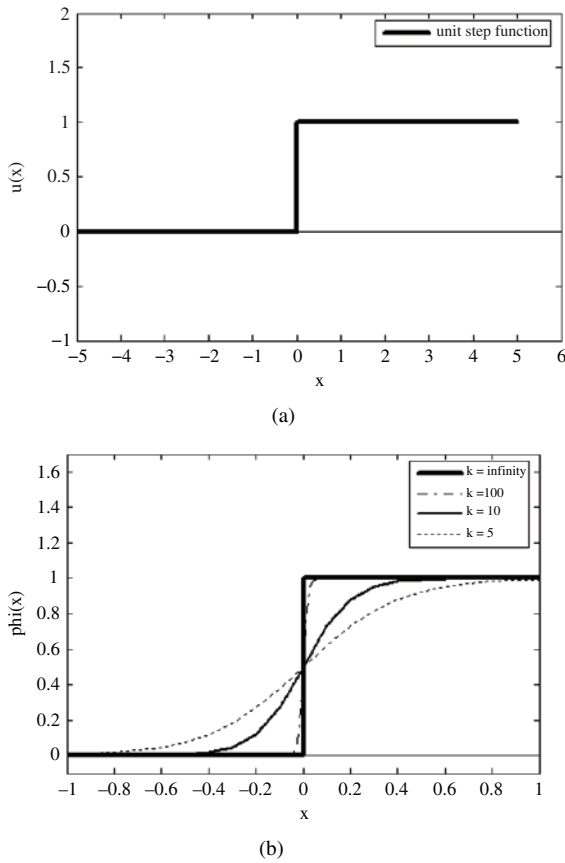 2
unit step function
1.5
1
0.5
0
−0.5
−1
u(x)
−5 −4 −3 −2 −1 0 1 2 3 4 5 6
x
(a)
1.6
1.4
1.2
1
0.8
0.6
0.4
0.2
0
phi(x)
k = infinity
k =100
k = 10
k = 5
−1 −0.8 −0.6 −0.4 −0.2 0 0.2 0.4 0.6 0.8 1
x
(b)